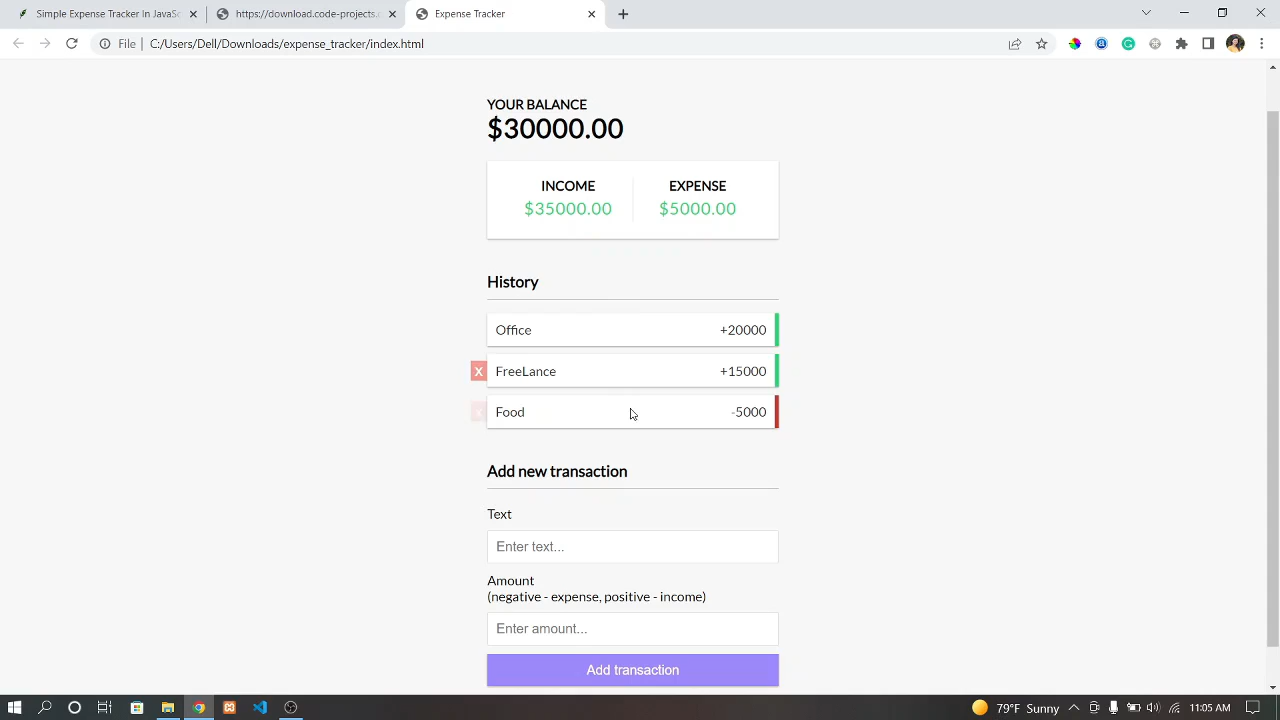 Simple Expense Tracker In JavaSc
https://download.code-projects.c
Expense Tracker
File
C:/Users/Dell/Downloads/expense_tracker/index.html
YOUR BALANCE
$30000.00
INCOME
EXPENSE
$35000.00
$5000.00
History
Office
+20000
X
FreeLance
+15000
x
Food
-5000
Add new transaction
Text
Enter text...
Amount
(negative - expense, positive - income)
Enter amount...
Add transaction
79°F Sunny
11:05 AM